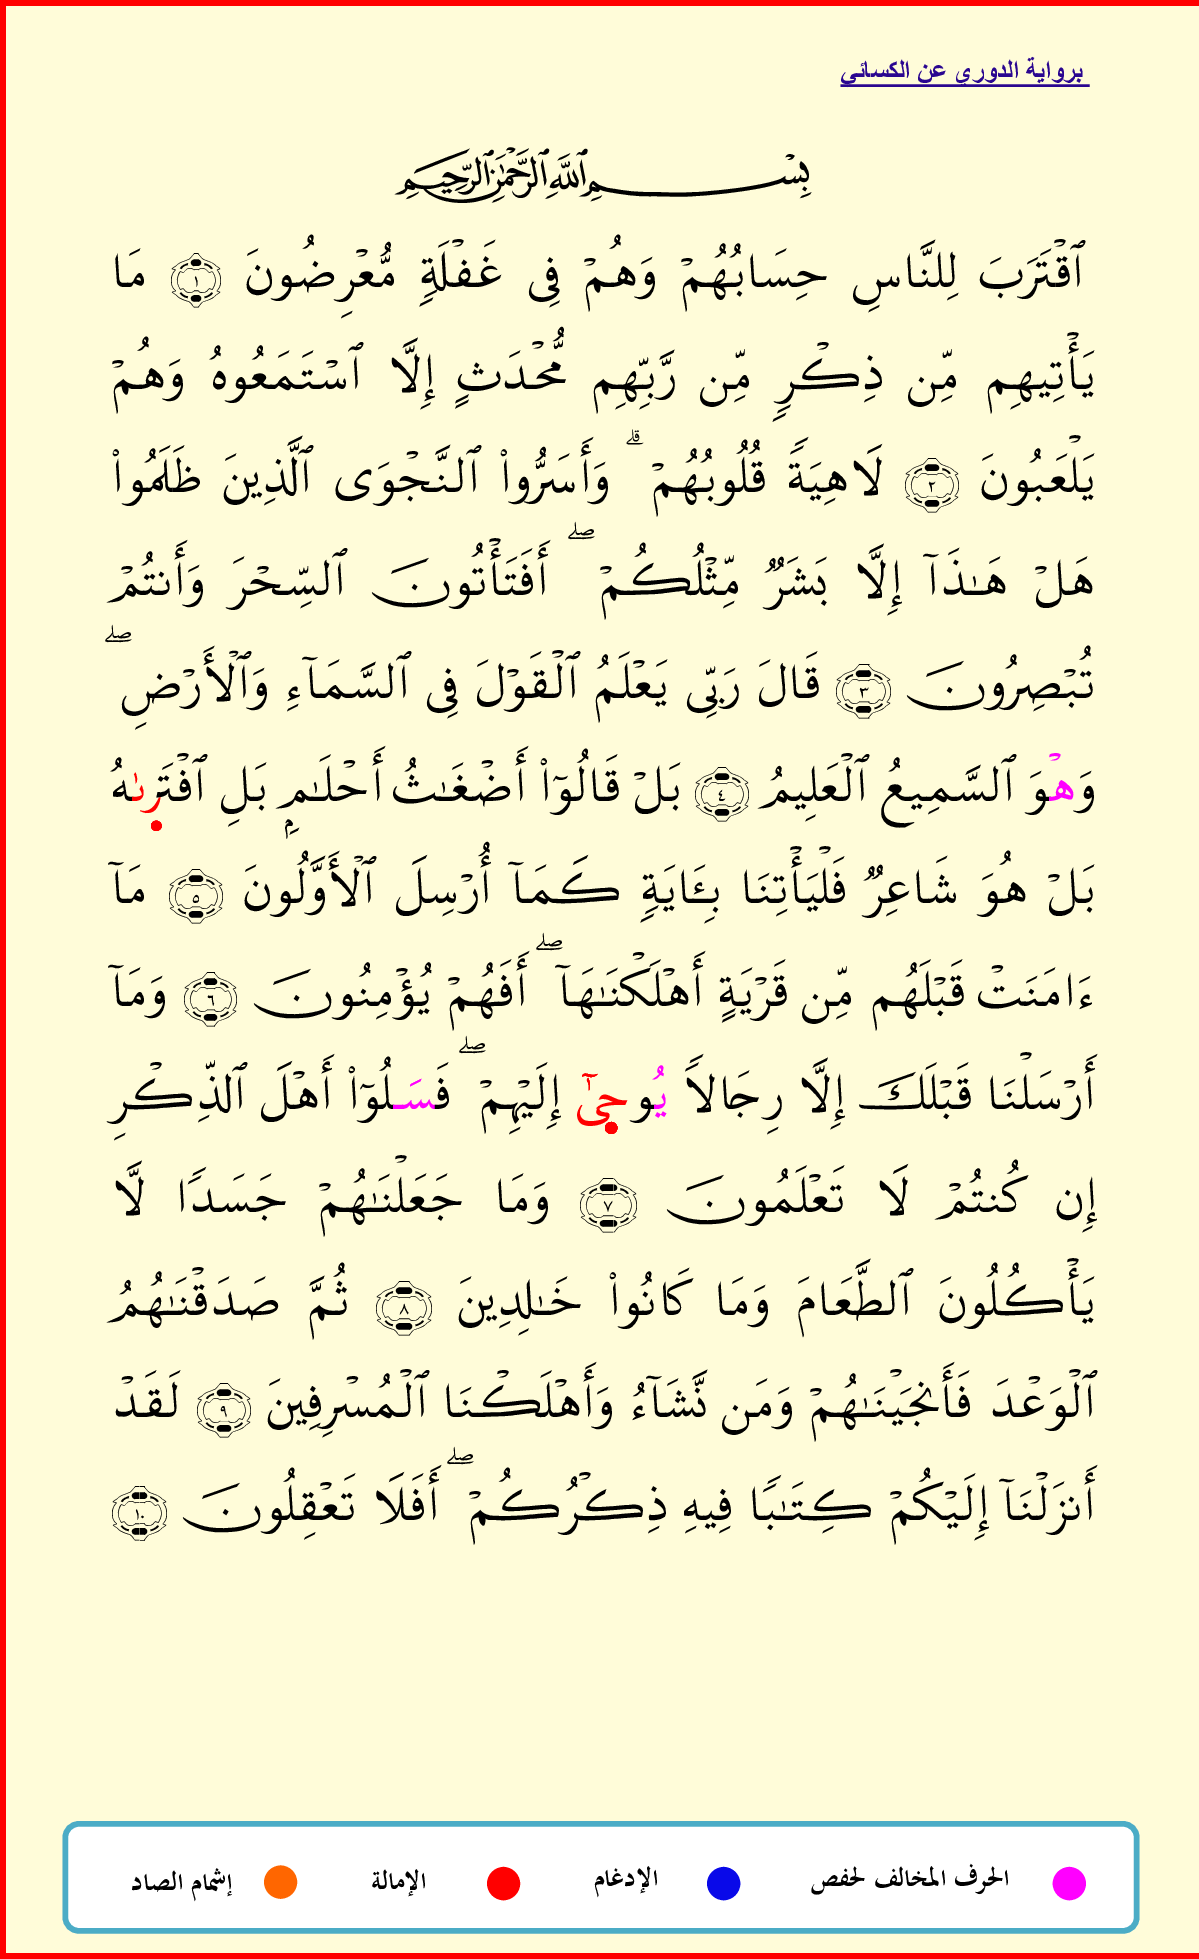 برواية الدوري عن الكسائي
بِسْمِ ٱللَّهِ ٱلرَّحْمَٰنِ ٱلرَّحِيمِ
ٱقْتَرَبَ لِلنَّاسِ حِسَابُهُمْ وَهُمْ فِى غَفْلَةٍ مُّعْرِضُونَ ١ مَا
يَأْتِيهِم مِّن ذِكْرٍ مِّن رَّبِّهِم مُّحْدَثٍ إِلَّا ٱسْتَمَعُوهُ وَهُمْ
يَلْعَبُونَ ٢ لَاهِيَةً قُلُوبُهُمْ ۗ وَأَسَرُّوا۟ ٱلنَّجْوَى ٱلَّذِينَ ظَلَمُوا۟
هَلْ هَـٰذَآ إِلَّا بَشَرٌ مِّثْلُكُمْ ۖ أَفَتَأْتُونَ ٱلسِّحْرَ وَأَنتُمْ
تُبْصِرُونَ ٣ قَالَ رَبِّى يَعْلَمُ ٱلْقَوْلَ فِى ٱلسَّمَآءِ وَٱلْأَرْضِ ۖ
وَهْوَ ٱلسَّمِيعُ ٱلْعَلِيمُ ٤ بَلْ قَالُوٓا۟ أَضْغَـٰثُ أَحْلَـٰمٍ بَلِ ٱفْتَرىٰهُ
بَلْ هُوَ شَاعِرٌ فَلْيَأْتِنَا بِـَٔايَةٍ كَمَآ أُرْسِلَ ٱلْأَوَّلُونَ ٥ مَآ
ءَامَنَتْ قَبْلَهُم مِّن قَرْيَةٍ أَهْلَكْنَـٰهَآ ۖ أَفَهُمْ يُؤْمِنُونَ ٦ وَمَآ
أَرْسَلْنَا قَبْلَكَ إِلَّا رِجَالًا يُوحِىٰٓ إِلَيْهِمْ ۖ فَسَلُوٓا۟ أَهْلَ ٱلذِّكْرِ
إِن كُنتُمْ لَا تَعْلَمُونَ ٧ وَمَا جَعَلْنَـٰهُمْ جَسَدًا لَّا
يَأْكُلُونَ ٱلطَّعَامَ وَمَا كَانُوا۟ خَـٰلِدِينَ ٨ ثُمَّ صَدَقْنَـٰهُمُ
ٱلْوَعْدَ فَأَنجَيْنَـٰهُمْ وَمَن نَّشَآءُ وَأَهْلَكْنَا ٱلْمُسْرِفِينَ ٩ لَقَدْ
أَنزَلْنَآ إِلَيْكُمْ كِتَـٰبًا فِيهِ ذِكْرُكُمْ ۖ أَفَلَا تَعْقِلُونَ ١٠
الحرف المخالف لحفص الإدغام الإمالة إشمام الصاد